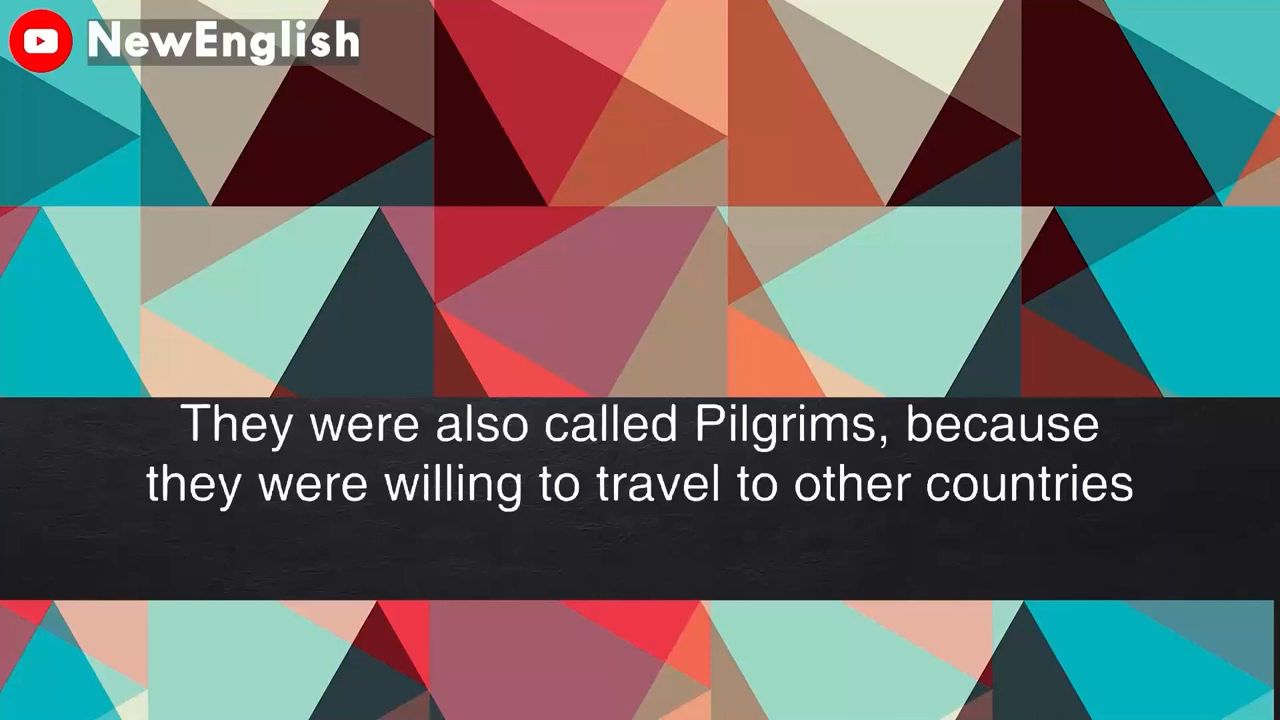 NewEnglish
They were also called Pilgrims, because
they were willing to travel to other countries